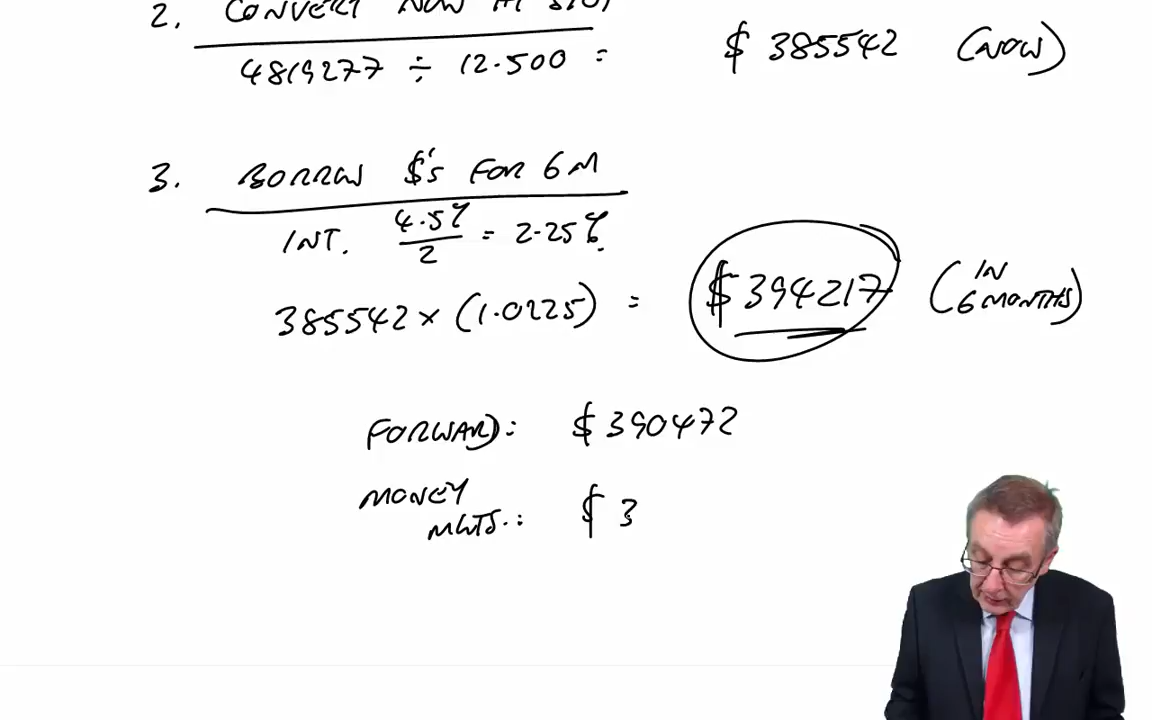 2. CONVERT NOW AT SPOT
4819277 ÷ 12.500 = $ 385542 (NOW)
3. BORROW $'s FOR 6M
INT. 4.5%/2 = 2.25%
385542 × (1.0225) = $394217 (IN 6 MONTHS)
FORWARD: $ 390472
MONEY
MKTS.: $ 3